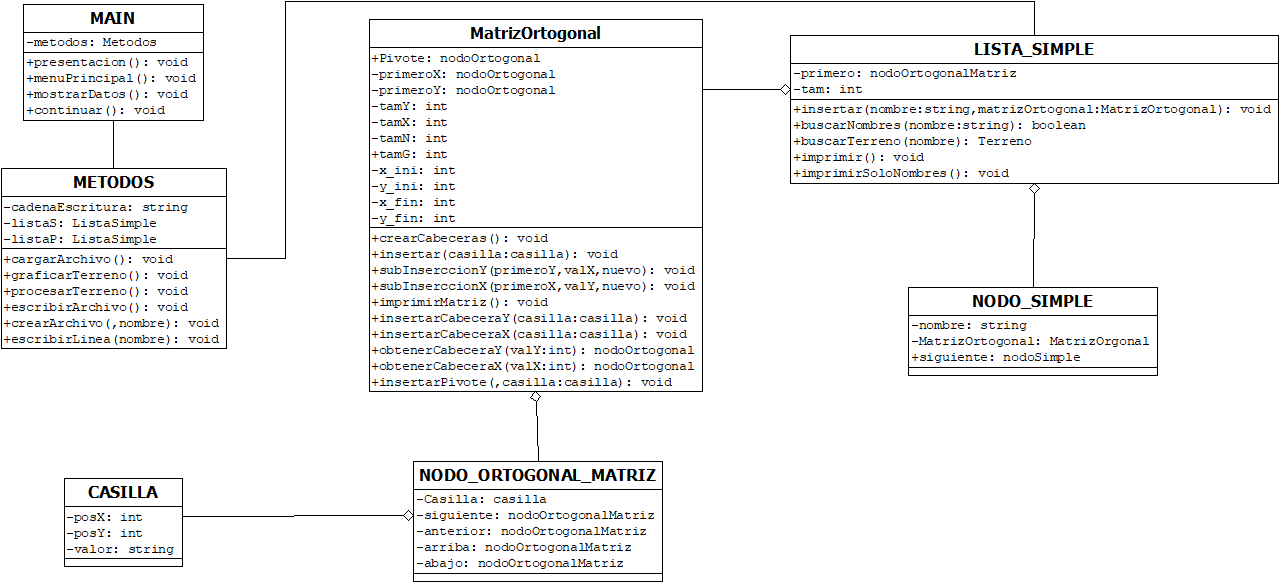 MAIN
-metodos: Metodos
+presentacion(): void
+menuPrincipal(): void
+mostrarDatos(): void
+continuar(): void
METODOS
-cadenaEscritura: string
-listaS: ListaSimple
-listaP: ListaSimple
+cargarArchivo(): void
+graficarTerreno(): void
+procesarTerreno(): void
+escribirArchivo(): void
+crearArchivo(,nombre): void
+escribirLinea(nombre): void
MatrizOrtogonal
+Pivote: nodoOrtogonal
-primeroX: nodoOrtogonal
-primeroY: nodoOrtogonal
-tamY: int
-tamX: int
-tamN: int
+tamG: int
-x_ini: int
-y_ini: int
-x_fin: int
-y_fin: int
+crearCabeceras(): void
+insertar(casilla:casilla): void
+subInserccionY(primeroY,valX,nuevo): void
+subInserccionX(primeroX,valY,nuevo): void
+imprimirMatriz(): void
+insertarCabeceraY(casilla:casilla): void
+insertarCabeceraX(casilla:casilla): void
+obtenerCabeceraY(valY:int): nodoOrtogonal
+obtenerCabeceraX(valX:int): nodoOrtogonal
+insertarPivote(,casilla:casilla): void
LISTA_SIMPLE
-primero: nodoOrtogonalMatriz
-tam: int
+insertar(nombre:string,matrizOrtogonal:MatrizOrtogonal): void
+buscarNombres(nombre:string): boolean
+buscarTerreno(nombre): Terreno
+imprimir(): void
+imprimirSoloNombres(): void
NODO_SIMPLE
-nombre: string
-MatrizOrtogonal: MatrizOrgonal
+siguiente: nodoSimple
NODO_ORTOGONAL_MATRIZ
-Casilla: casilla
-siguiente: nodoOrtogonalMatriz
-anterior: nodoOrtogonalMatriz
-arriba: nodoOrtogonalMatriz
-abajo: nodoOrtogonalMatriz
CASILLA
-posX: int
-posY: int
-valor: string